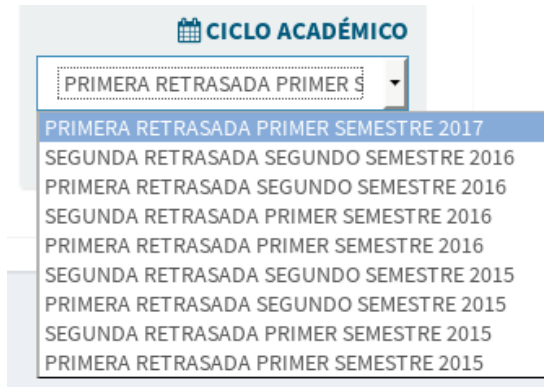 CICLO ACADÉMICO
PRIMERA RETRASADA PRIMER S
PRIMERA RETRASADA PRIMER SEMESTRE 2017
SEGUNDA RETRASADA SEGUNDO SEMESTRE 2016
PRIMERA RETRASADA SEGUNDO SEMESTRE 2016
SEGUNDA RETRASADA PRIMER SEMESTRE 2016
PRIMERA RETRASADA PRIMER SEMESTRE 2016
SEGUNDA RETRASADA SEGUNDO SEMESTRE 2015
PRIMERA RETRASADA SEGUNDO SEMESTRE 2015
SEGUNDA RETRASADA PRIMER SEMESTRE 2015
PRIMERA RETRASADA PRIMER SEMESTRE 2015